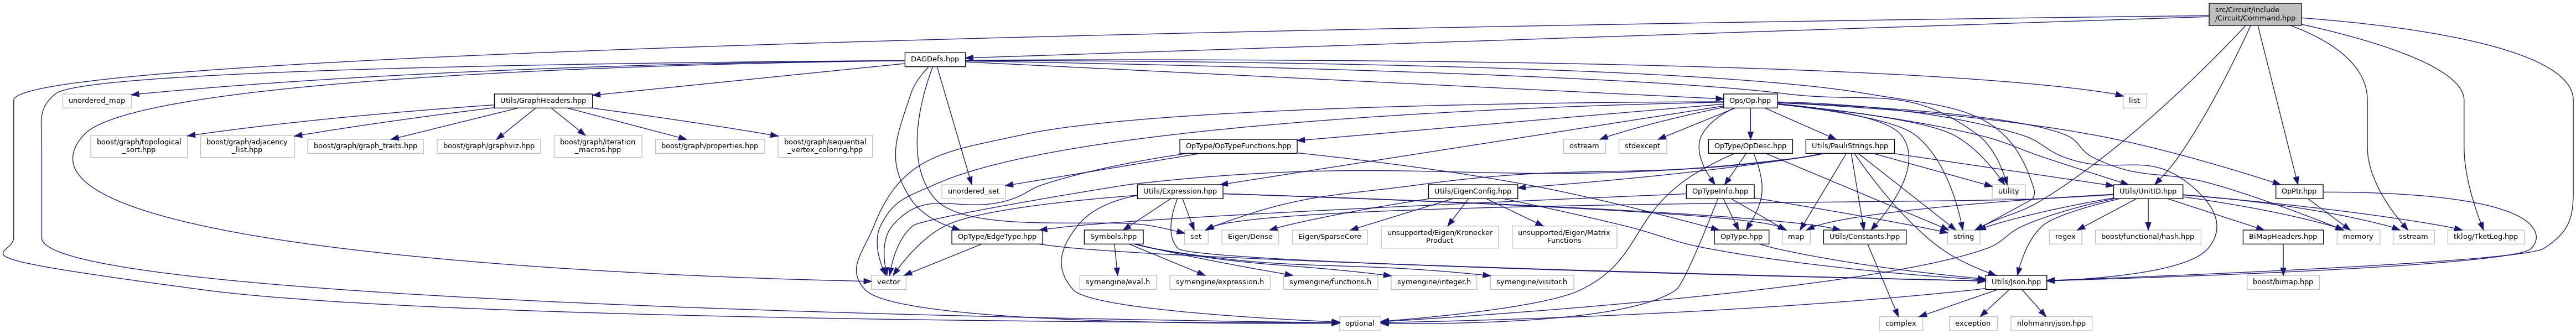 src/Circuit/include
/Circuit/Command.hpp
DAGDefs.hpp
unordered_map
Utils/GraphHeaders.hpp
Ops/Op.hpp
list
boost/graph/topological
_sort.hpp
boost/graph/adjacency
_list.hpp
boost/graph/graph_traits.hpp
boost/graph/graphviz.hpp
boost/graph/iteration
_macros.hpp
boost/graph/properties.hpp
boost/graph/sequential
_vertex_coloring.hpp
OpType/OpTypeFunctions.hpp
ostream
stdexcept
OpType/OpDesc.hpp
Utils/PauliStrings.hpp
unordered_set
Utils/Expression.hpp
Utils/EigenConfig.hpp
OpTypeInfo.hpp
utility
Utils/UnitID.hpp
OpPtr.hpp
OpType/EdgeType.hpp
Symbols.hpp
set
Eigen/Dense
Eigen/SparseCore
unsupported/Eigen/Kronecker
Product
unsupported/Eigen/Matrix
Functions
OpType.hpp
map
Utils/Constants.hpp
string
regex
boost/functional/hash.hpp
BiMapHeaders.hpp
memory
sstream
tklog/TketLog.hpp
vector
symengine/eval.h
symengine/expression.h
symengine/functions.h
symengine/integer.h
symengine/visitor.h
Utils/Json.hpp
boost/bimap.hpp
optional
complex
exception
nlohmann/json.hpp